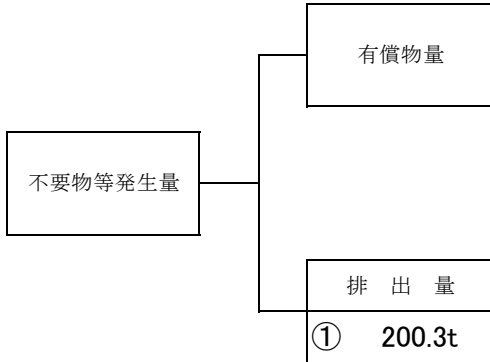 有償物量
不要物等発生量
排 出 量
① 200.3t